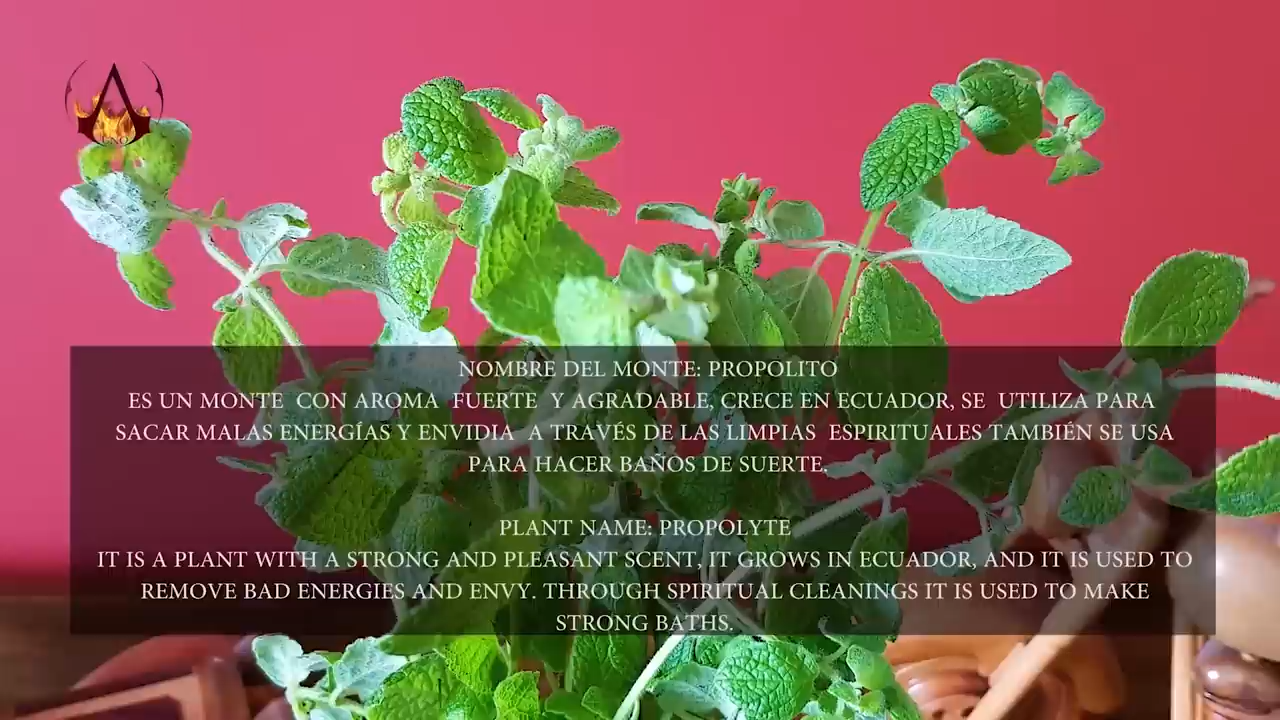 UNO
NOMBRE DEL MONTE: PROPOLITO
ES UN MONTE CON AROMA FUERTE Y AGRADABLE, CRECE EN ECUADOR, SE UTILIZA PARA
SACAR MALAS ENERGÍAS Y ENVIDIA A TRAVÉS DE LAS LIMPIAS ESPIRITUALES TAMBIÉN SE USA
PARA HACER BAÑOS DE SUERTE.
PLANT NAME: PROPOLYTE
IT IS A PLANT WITH A STRONG AND PLEASANT SCENT, IT GROWS IN ECUADOR, AND IT IS USED TO
REMOVE BAD ENERGIES AND ENVY. THROUGH SPIRITUAL CLEANINGS IT IS USED TO MAKE
STRONG BATHS.